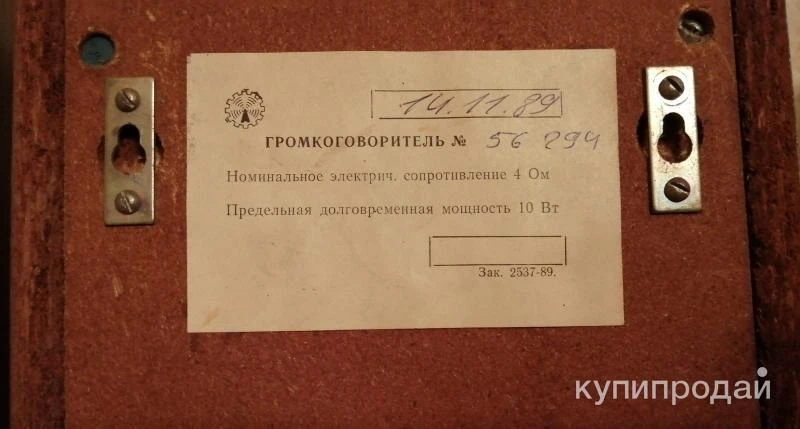 14.11.89
ГРОМКОГОВОРИТЕЛЬ № 56 294
Номинальное электрич. сопротивление 4 Ом
Предельная долговременная мощность 10 Вт
Зак. 2537-89.
купипродай